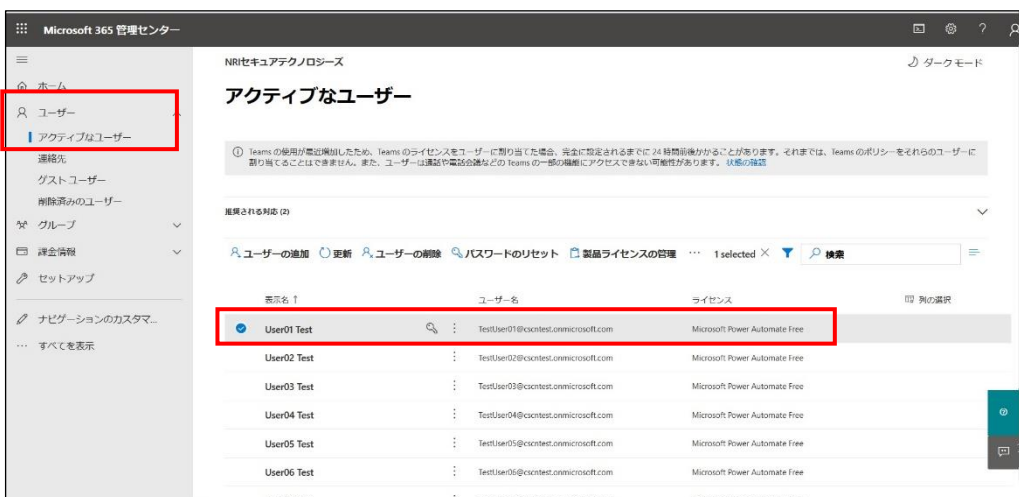 Microsoft 365 管理センター
NRIセキュアテクノロジーズ
ダークモード
ホーム
アクティブなユーザー
ユーザー
アクティブなユーザー
連絡先
ゲスト ユーザー
削除済みのユーザー
グループ
課金情報
セットアップ
ナビゲーションのカスタマ...
すべてを表示
Teams の使用が最近増加したため、Teams のライセンスをユーザーに割り当てた場合、完全に設定されるまでに 24 時間前後かかることがあります。それまでは、Teams のポリシーをそれらのユーザーに
割り当てることはできません。また、ユーザーは通話や電話会議などの Teams の一部の機能にアクセスできない可能性があります。 状態の確認
推奨される対応 (2)
ユーザーの追加 更新 ユーザーの削除 パスワードのリセット 製品ライセンスの管理 ... 1 selected × 検索
表示名 ↑ ユーザー名 ライセンス 列の選択
User01 Test TestUser01@cscntest.onmicrosoft.com Microsoft Power Automate Free
User02 Test TestUser02@cscntest.onmicrosoft.com Microsoft Power Automate Free
User03 Test TestUser03@cscntest.onmicrosoft.com Microsoft Power Automate Free
User04 Test TestUser04@cscntest.onmicrosoft.com Microsoft Power Automate Free
User05 Test TestUser05@cscntest.onmicrosoft.com Microsoft Power Automate Free
User06 Test TestUser06@cscntest.onmicrosoft.com Microsoft Power Automate Free